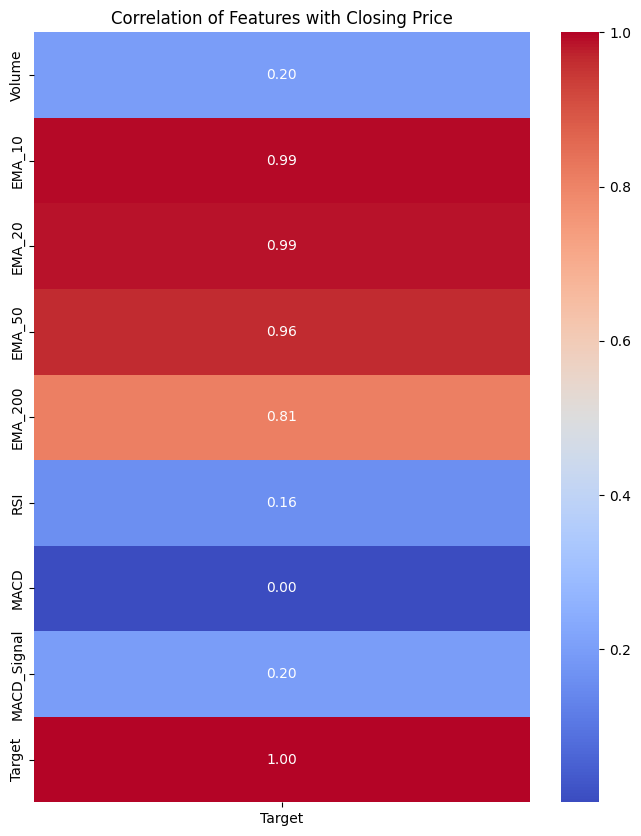 Correlation of Features with Closing Price
Volume
0.20
EMA_10
0.99
EMA_20
0.99
EMA_50
0.96
EMA_200
0.81
RSI
0.16
MACD
0.00
MACD_Signal
0.20
Target
1.00
Target
1.0
0.8
0.6
0.4
0.2